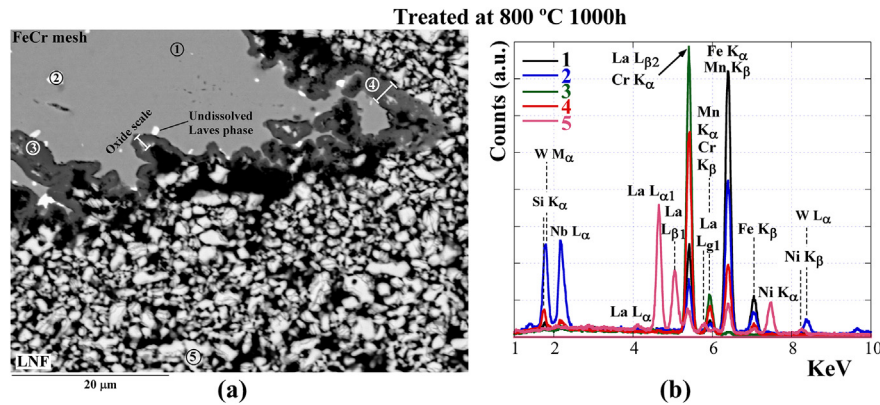 Treated at 800 ºC 1000h
(a)
FeCr mesh
1
2
3
4
5
Oxide scale
Undissolved
Laves phase
LNF
20 µm
(a)
Counts (a.u.)
1
2
3
4
5
W Mα
Si Kα
Nb Lα
La Lα
La Lα1
La
Lβ1
La Lβ2
Cr Kα
La
Lg1
Mn
Kα
Cr
Kβ
Fe Kα
Mn Kβ
Fe Kβ
Ni Kα
Ni Kβ
W Lα
1 2 4 6 8 10
KeV
(b)